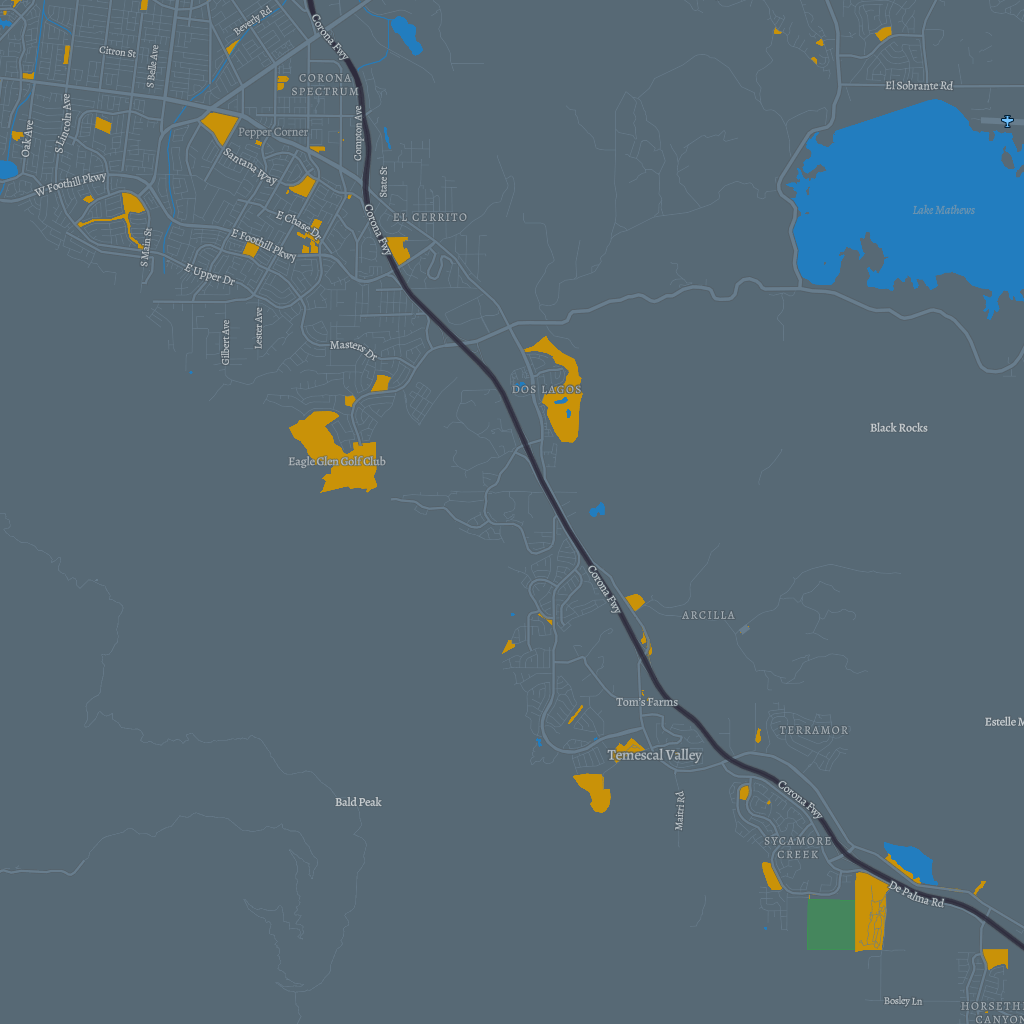 Corona Fwy
Beverly Rd
Citron St
S Belle Ave
CORONA
SPECTRUM
El Sobrante Rd
S Lincoln Ave
Oak Ave
Pepper Corner
Compton Ave
Santana Way
State St
W Foothill Pkwy
Lake Mathews
EL CERRITO
E Chase Dr
Corona Fwy
S Main St
E Foothill Pkwy
E Upper Dr
Gilbert Ave
Lester Ave
Masters Dr
DOS LAGOS
Black Rocks
Eagle Glen Golf Club
Corona Fwy
ARCILLA
Tom's Farms
Estelle M
TERRAMOR
Temescal Valley
Bald Peak
Maitri Rd
Corona Fwy
SYCAMORE
CREEK
De Palma Rd
Bosley Ln
HORSETHI
CANYON